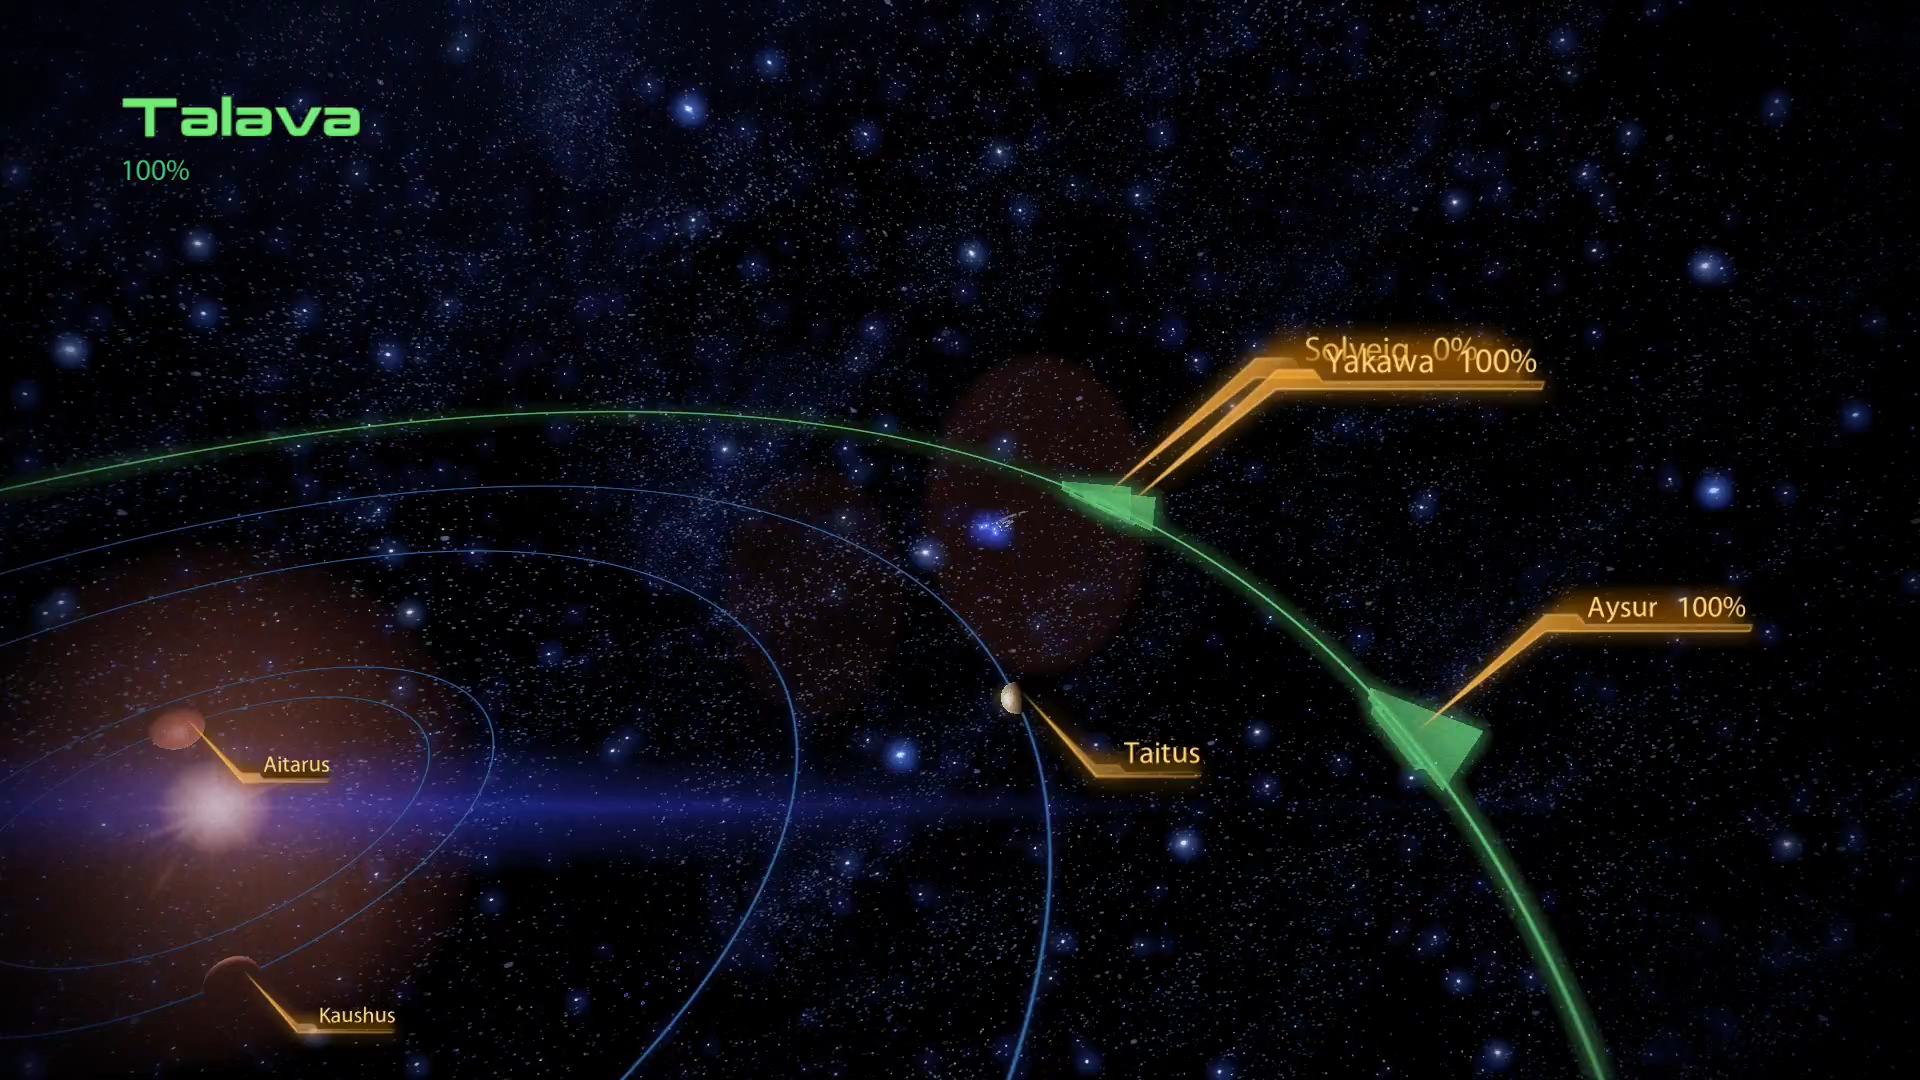 Talava
100%
Solveig 0%
Yakawa 100%
Aysur 100%
Taitus
Aitarus
Kaushus